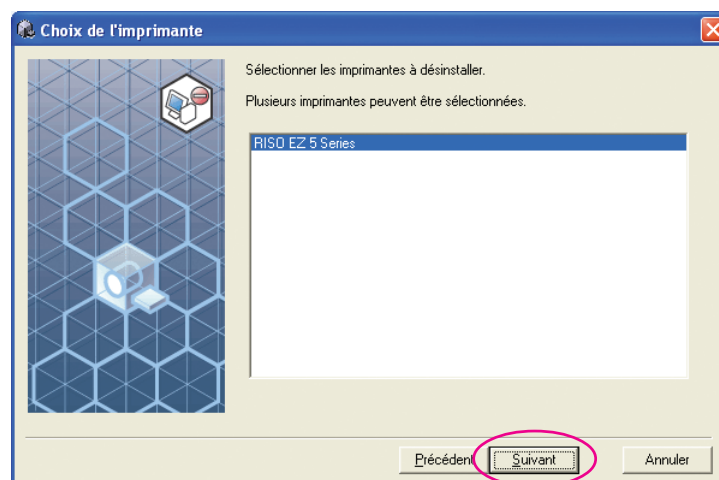 Choix de l'imprimante
Sélectionner les imprimantes à désinstaller.
Plusieurs imprimantes peuvent être sélectionnées.
RISO EZ 5 Series
Précédent Suivant Annuler